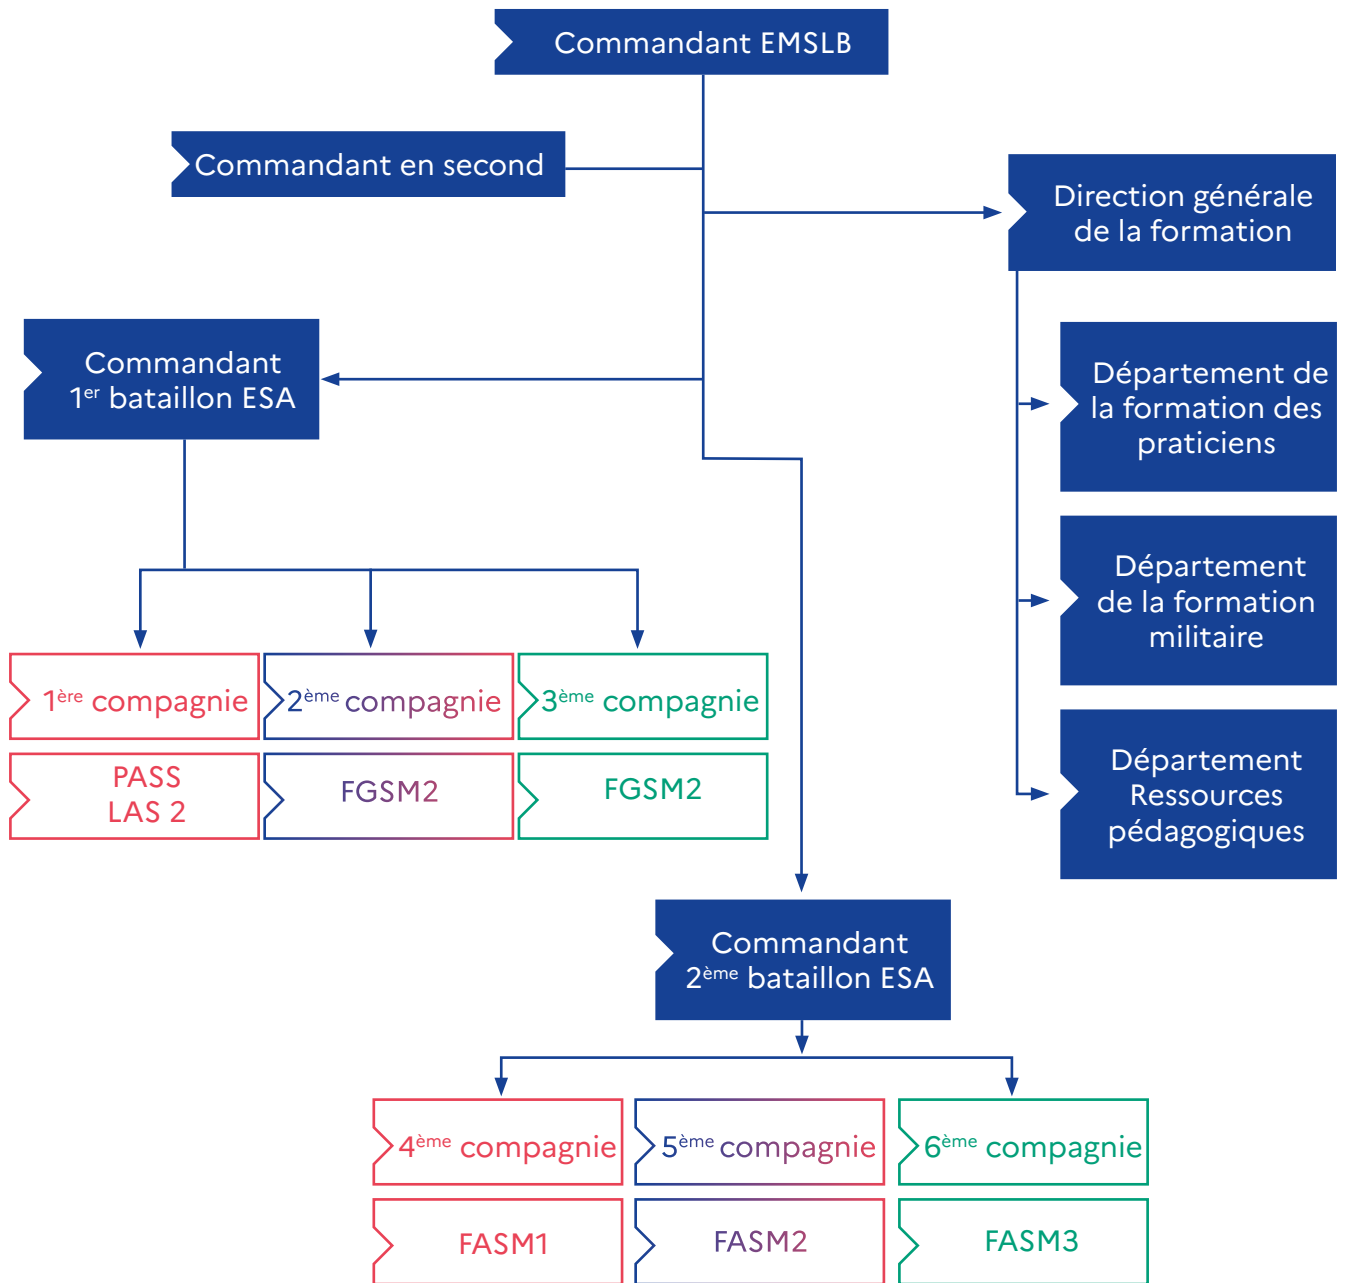 Commandant EMSLB
Commandant en second
Direction générale
de la formation
Commandant
1er bataillon ESA
Département de
la formation des
praticiens
Département
de la formation
militaire
Département
Ressources
pédagogiques
1ère compagnie
2ème compagnie
3ème compagnie
PASS
LAS 2
FGSM2
FGSM2
Commandant
2ème bataillon ESA
4ème compagnie
5ème compagnie
6ème compagnie
FASM1
FASM2
FASM3